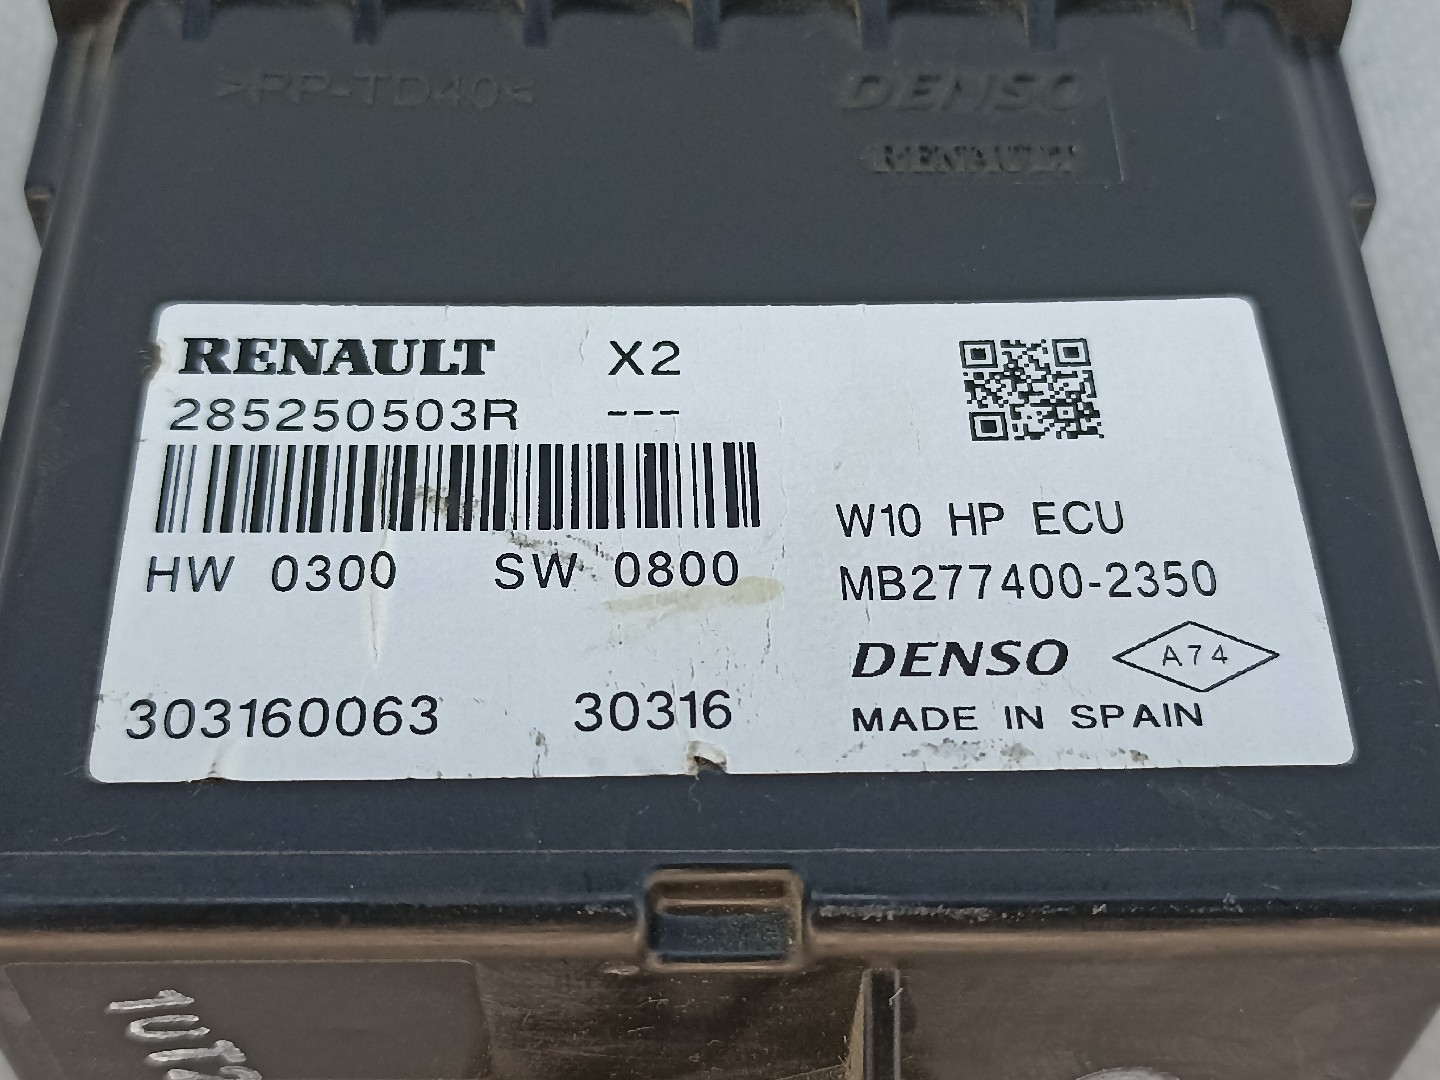 >PP-TD40<
DENSO
RENAULT
RENAULT X2
285250503R ---
HW 0300 SW 0800
303160063 30316
W10 HP ECU
MB277400-2350
DENSO A74
MADE IN SPAIN